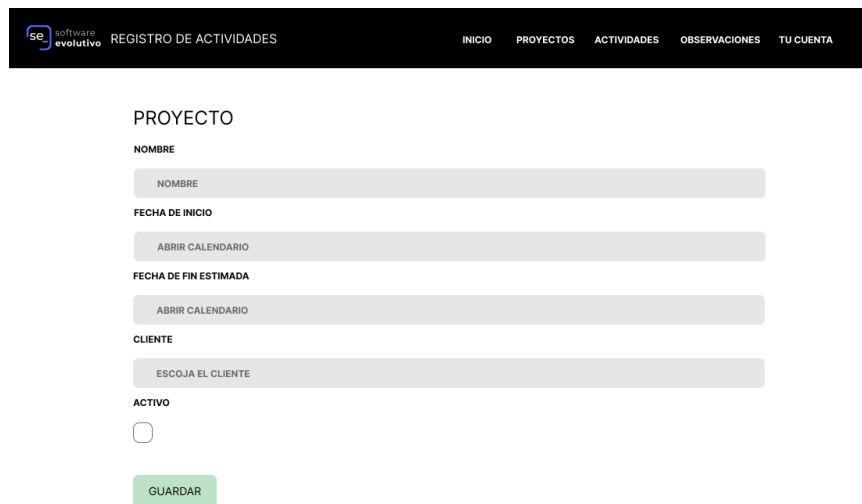 se_ software evolutivo REGISTRO DE ACTIVIDADES INICIO PROYECTOS ACTIVIDADES OBSERVACIONES TU CUENTA
PROYECTO
NOMBRE
NOMBRE
FECHA DE INICIO
ABRIR CALENDARIO
FECHA DE FIN ESTIMADA
ABRIR CALENDARIO
CLIENTE
ESCOJA EL CLIENTE
ACTIVO
GUARDAR